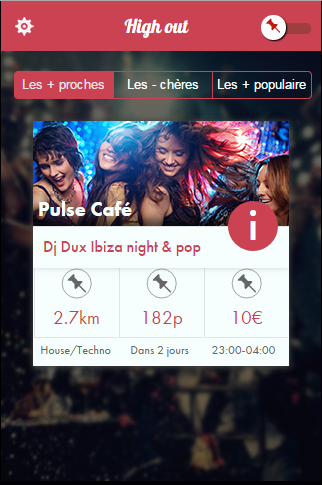 High out
Les + proches Les - chères Les + populaire
Pulse Café
i
Dj Dux Ibiza night & pop
2.7km 182p 10€
House/Techno Dans 2 jours 23:00-04:00